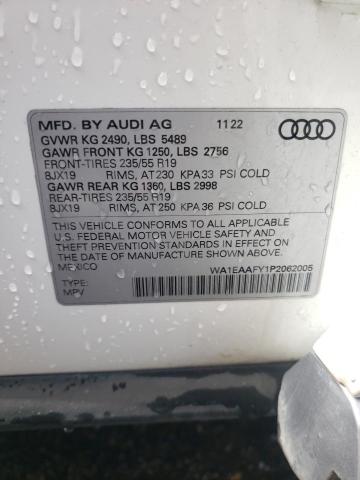 MFD. BY AUDI AG 1122
GVWR KG 2490, LBS 5489
GAWR FRONT KG 1250, LBS 2756
FRONT-TIRES 235/55 R19
8JX19 RIMS, AT 230 KPA33 PSI COLD
GAWR REAR KG 1360, LBS 2998
REAR-TIRES 235/55 R19
8JX19 RIMS, AT 250 KPA 36 PSI COLD
THIS VEHICLE CONFORMS TO ALL APPLICABLE
U.S. FEDERAL MOTOR VEHICLE SAFETY AND
THEFT PREVENTION STANDARDS IN EFFECT ON
THE DATE OF MANUFACTURE SHOWN ABOVE.
MEXICO WA1EAAFY1P2062005
TYPE:
MPV